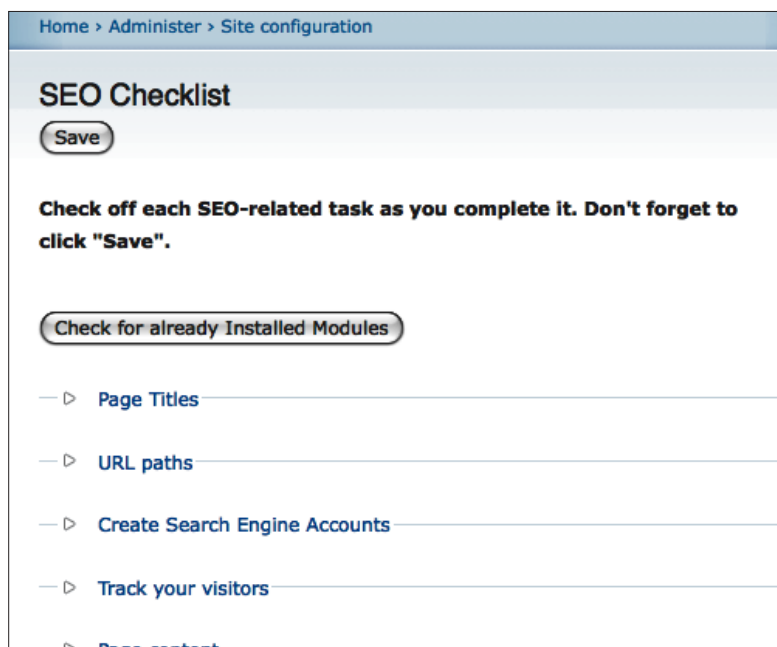 Home › Administer › Site configuration
SEO Checklist
Save
Check off each SEO-related task as you complete it. Don't forget to
click "Save".
Check for already Installed Modules
Page Titles
URL paths
Create Search Engine Accounts
Track your visitors
Page content